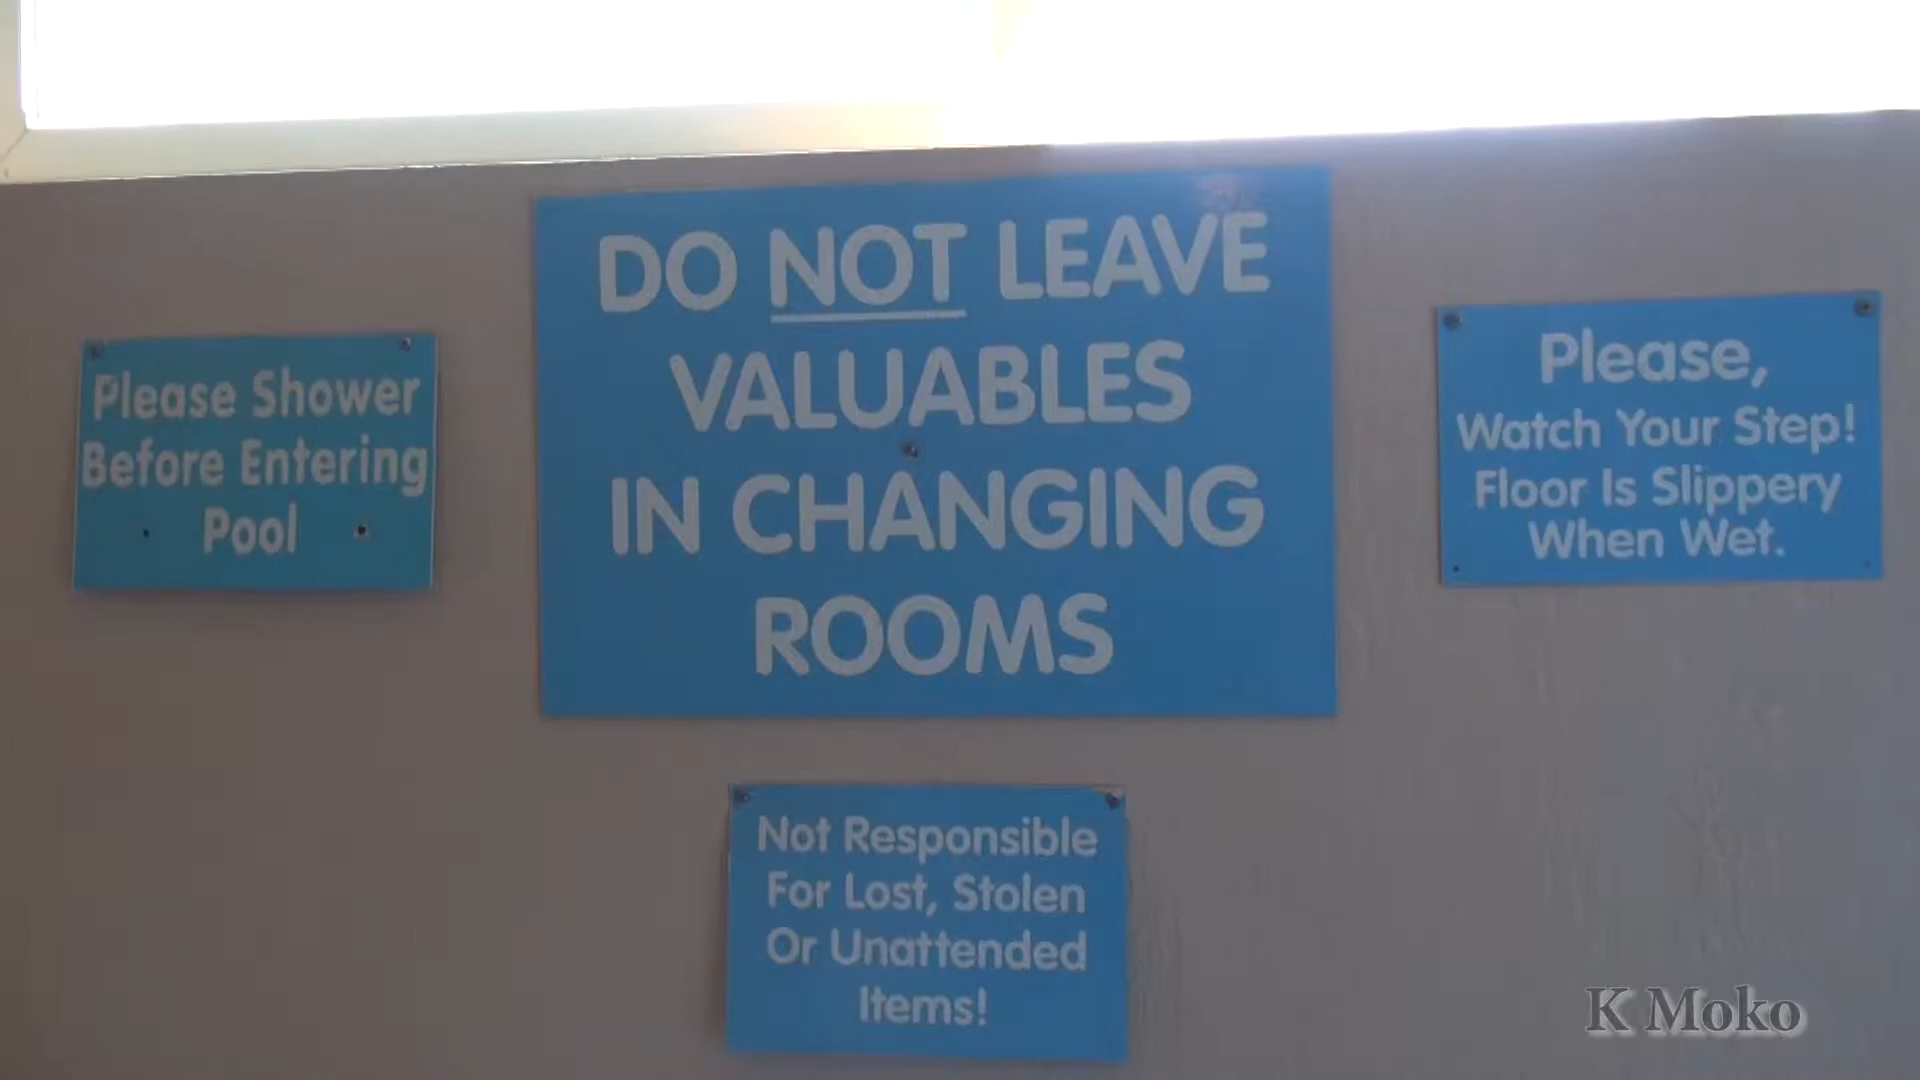 Please Shower
Before Entering
Pool
DO NOT LEAVE
VALUABLES
IN CHANGING
ROOMS
Please,
Watch Your Step!
Floor Is Slippery
When Wet.
Not Responsible
For Lost, Stolen
Or Unattended
Items!
K Moko